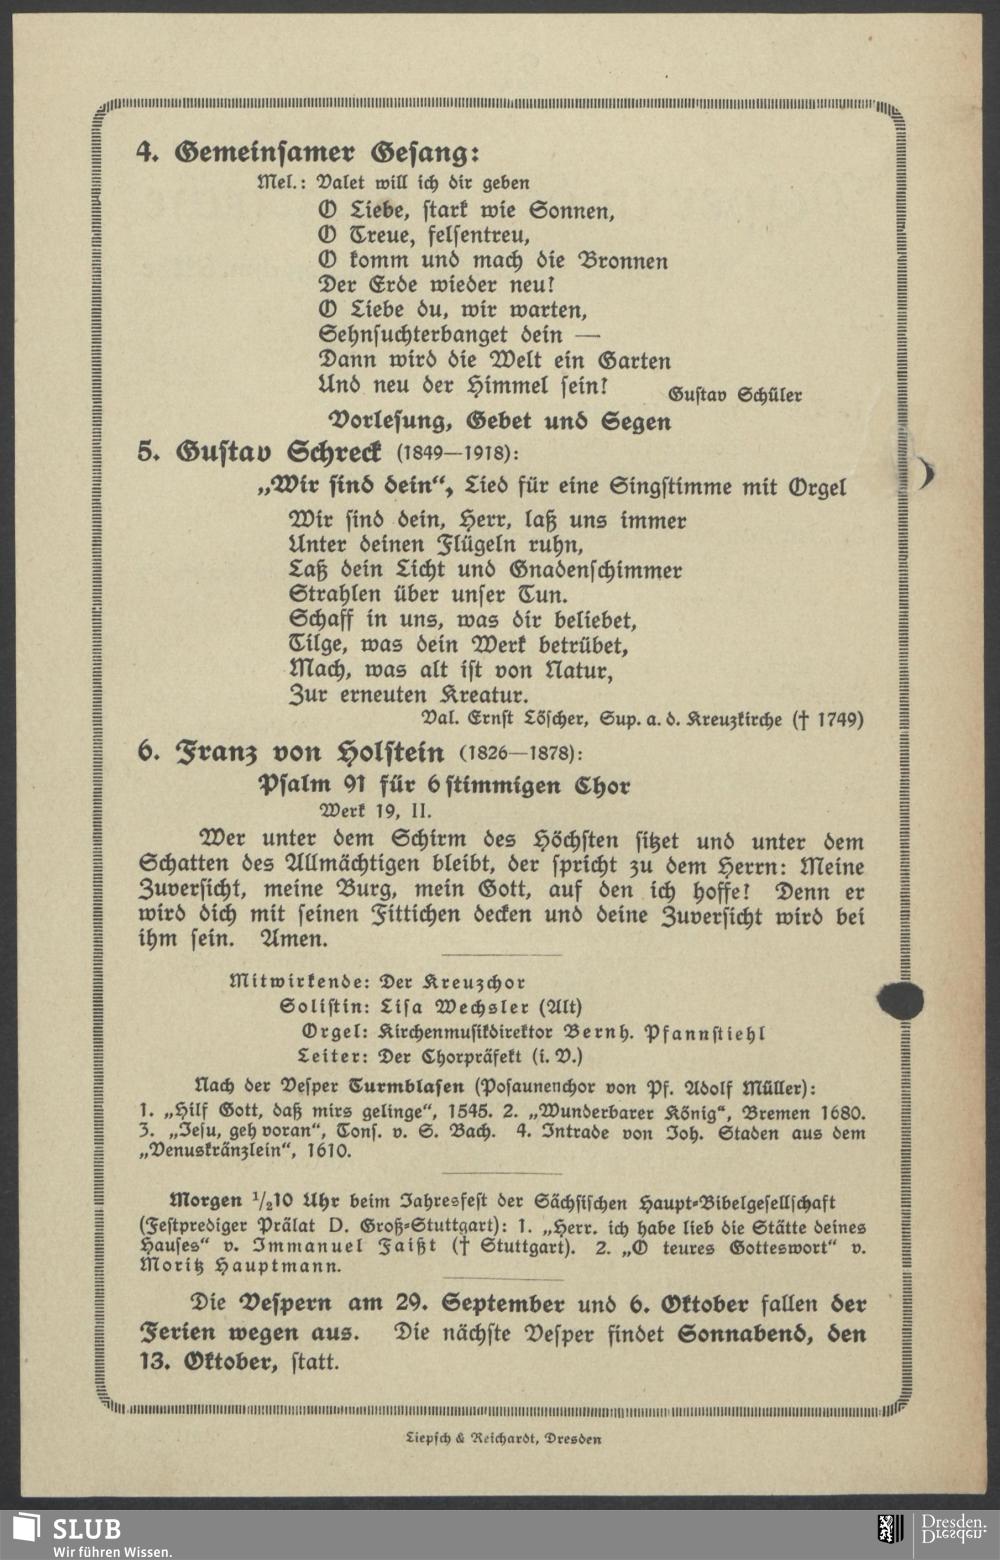 4. Gemeinsamer Gesang:
Mel.: Valet will ich dir geben
O Liebe, stark wie Sonnen,
O Treue, felsentreu,
O komm und mach die Bronnen
Der Erde wieder neu!
O Liebe du, wir warten,
Sehnsuchterbanget dein —
Dann wird die Welt ein Garten
Und neu der Himmel sein!
Gustav Schüler
Vorlesung, Gebet und Segen
5. Gustav Schreck (1849—1918):
„Wir sind dein“, Lied für eine Singstimme mit Orgel
Wir sind dein, Herr, laß uns immer
Unter deinen Flügeln ruhn,
Laß dein Licht und Gnadenschimmer
Strahlen über unser Tun.
Schaff in uns, was dir beliebet,
Tilge, was dein Werk betrübet,
Mach, was alt ist von Natur,
Zur erneuten Kreatur.
Val. Ernst Löscher, Sup. a. d. Kreuzkirche († 1749)
6. Franz von Holstein (1826—1878):
Psalm 91 für 6stimmigen Chor
Werk 19, II.
Wer unter dem Schirm des Höchsten sitzet und unter dem
Schatten des Allmächtigen bleibt, der spricht zu dem Herrn: Meine
Zuversicht, meine Burg, mein Gott, auf den ich hoffe! Denn er
wird dich mit seinen Fittichen decken und deine Zuversicht wird bei
ihm sein. Amen.
Mitwirkende: Der Kreuzchor
Solistin: Lisa Wechsler (Alt)
Orgel: Kirchenmusikdirektor Bernh. Pfannstiehl
Leiter: Der Chorpräfekt (i. V.)
Nach der Vesper Turmblasen (Posaunenchor von Pf. Adolf Müller):
1. „Hilf Gott, daß mirs gelinge“, 1545. 2. „Wunderbarer König“, Bremen 1680.
3. „Jesu, geh voran“, Tons. v. S. Bach. 4. Intrade von Joh. Staden aus dem
„Venuskränzlein“, 1610.
Morgen ½10 Uhr beim Jahresfest der Sächsischen Haupt-Bibelgesellschaft
(Festprediger Prälat D. Groß-Stuttgart): 1. „Herr. ich habe lieb die Stätte deines
Hauses“ v. Immanuel Faißt († Stuttgart). 2. „O teures Gotteswort“ v.
Moritz Hauptmann.
Die Vespern am 29. September und 6. Oktober fallen der
Ferien wegen aus. Die nächste Vesper findet Sonnabend, den
13. Oktober, statt.
Liepsch & Reichardt, Dresden
SLUB
Wir führen Wissen.
Dresden.
Dresden.